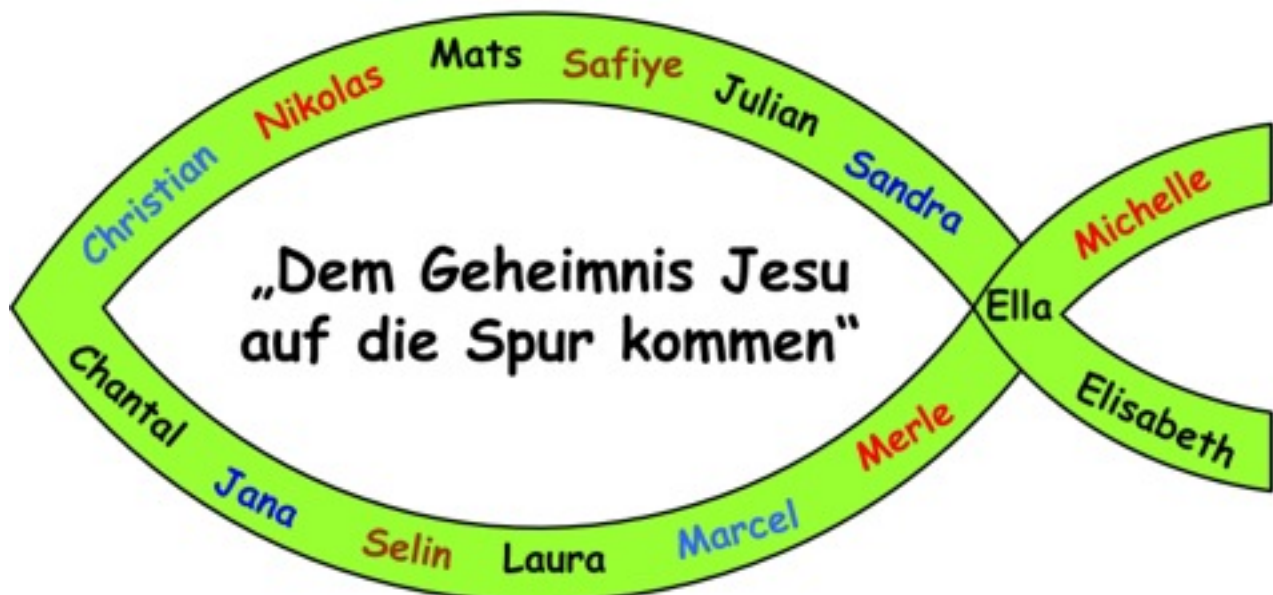 Mats
Safiye
Nikolas
Julian
Christian
Sandra
Michelle
„Dem Geheimnis Jesu
auf die Spur kommen“
Ella
Chantal
Elisabeth
Merle
Jana
Marcel
Selin
Laura